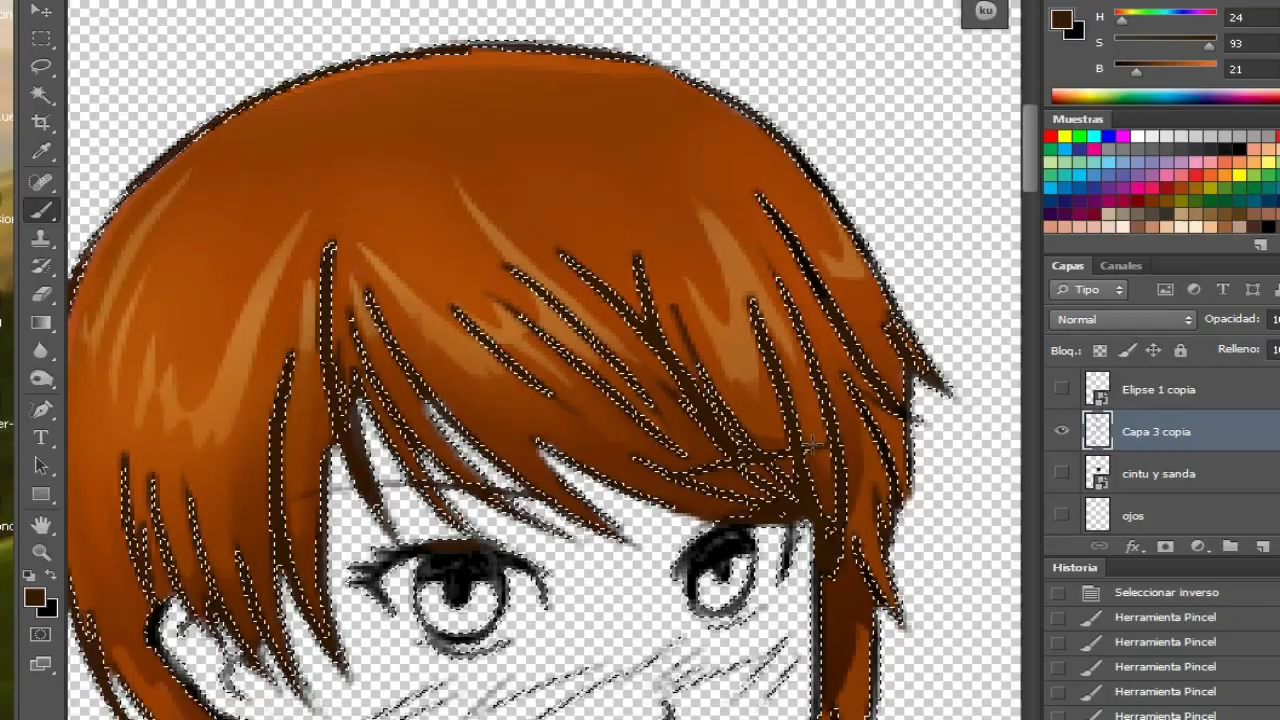 ku
H 24
S 93
B 21
Muestras
Capas Canales
Tipo
Normal Opacidad:
Bloq.: Relleno:
Elipse 1 copia
Capa 3 copia
cintu y sanda
ojos
fx
Historia
Seleccionar inverso
Herramienta Pincel
Herramienta Pincel
Herramienta Pincel
Herramienta Pincel
Herramienta Pincel